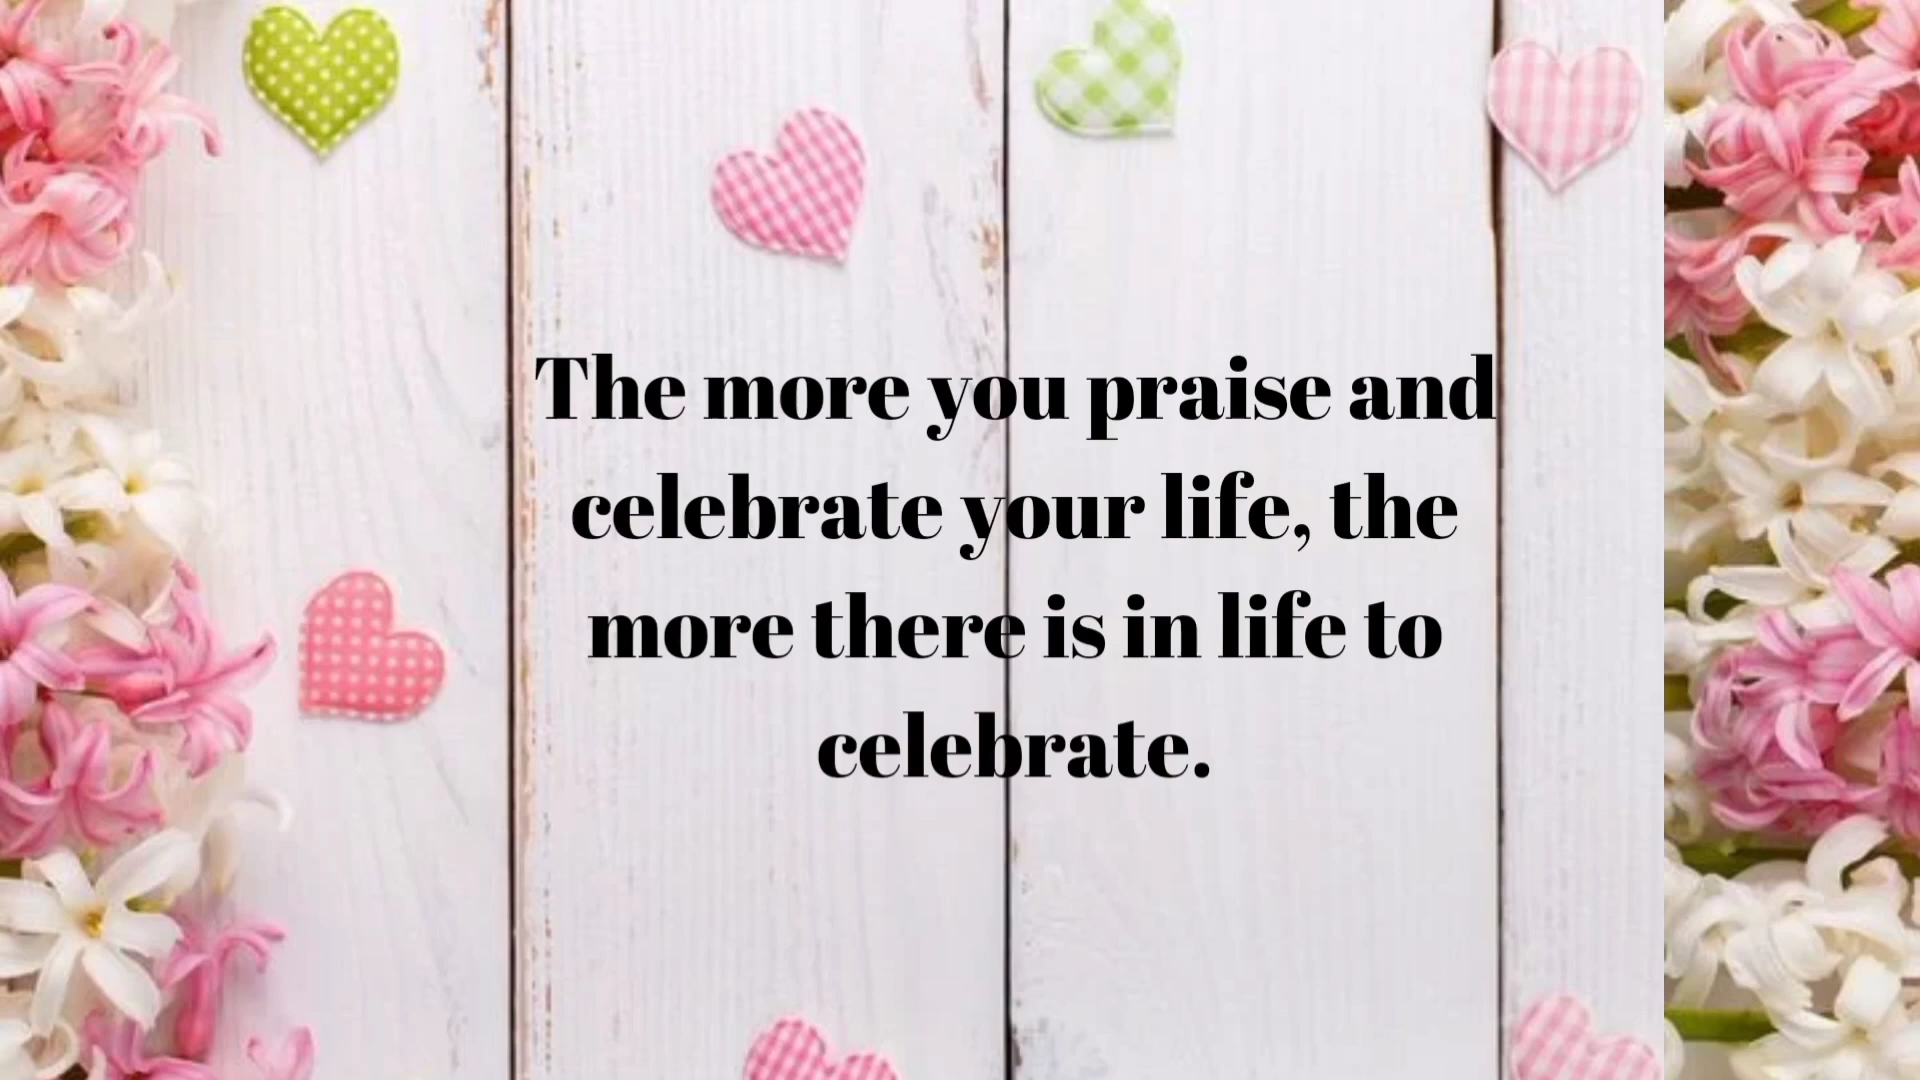 The more you praise and
celebrate your life, the
more there is in life to
celebrate.